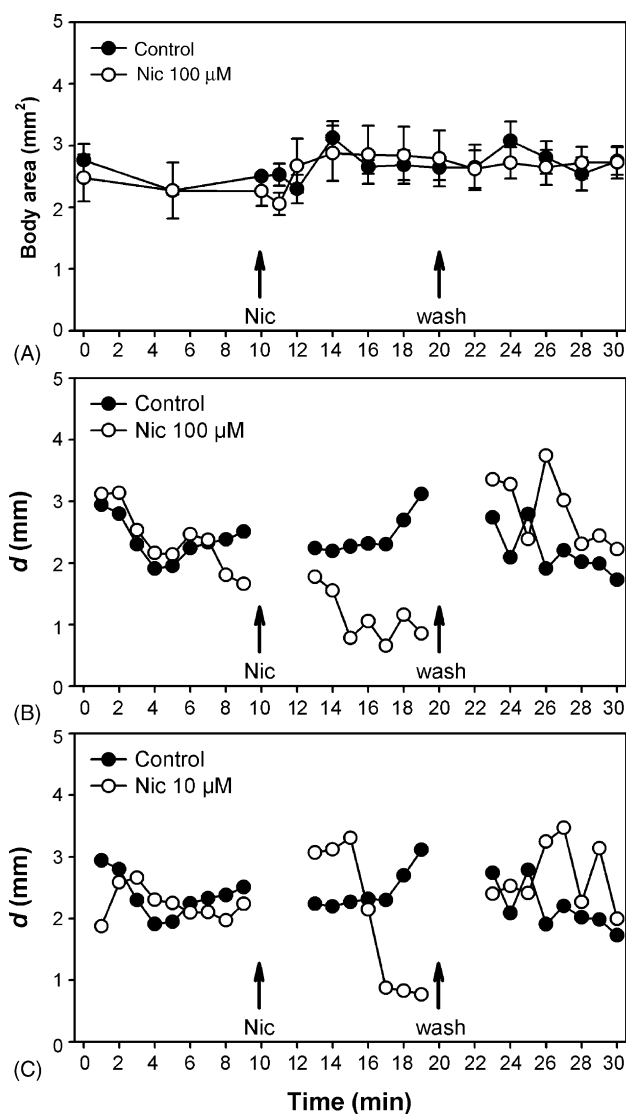 5
Control
Nic 100 μM
4
3
2
1
0
Body area (mm²)
Nic
wash
0 2 4 6 8 10 12 14 16 18 20 22 24 26 28 30
(A)
5
Control
Nic 100 µM
4
3
2
1
0
d (mm)
Nic
wash
0 2 4 6 8 10 12 14 16 18 20 22 24 26 28 30
(B)
5
Control
Nic 10 µM
4
3
2
1
0
d (mm)
Nic
wash
0 2 4 6 8 10 12 14 16 18 20 22 24 26 28 30
(C)
Time (min)